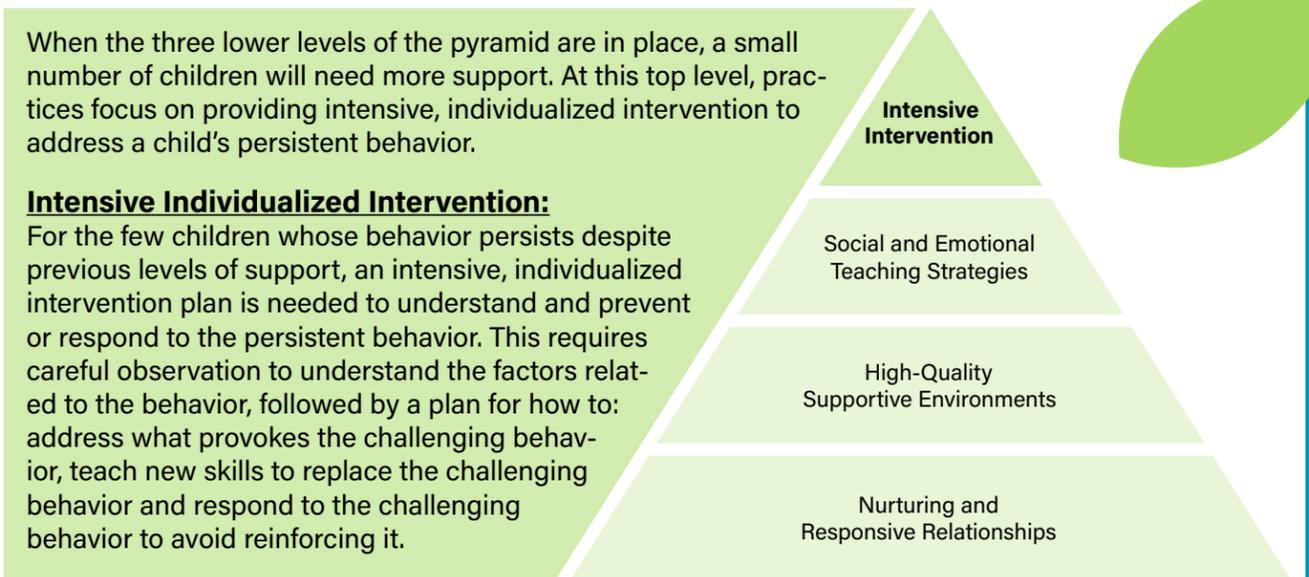 When the three lower levels of the pyramid are in place, a small
number of children will need more support. At this top level, prac-
tices focus on providing intensive, individualized intervention to
address a child’s persistent behavior.
Intensive Individualized Intervention:
For the few children whose behavior persists despite
previous levels of support, an intensive, individualized
intervention plan is needed to understand and prevent
or respond to the persistent behavior. This requires
careful observation to understand the factors relat-
ed to the behavior, followed by a plan for how to:
address what provokes the challenging behav-
ior, teach new skills to replace the challenging
behavior and respond to the challenging
behavior to avoid reinforcing it.
Intensive
Intervention
Social and Emotional
Teaching Strategies
High-Quality
Supportive Environments
Nurturing and
Responsive Relationships